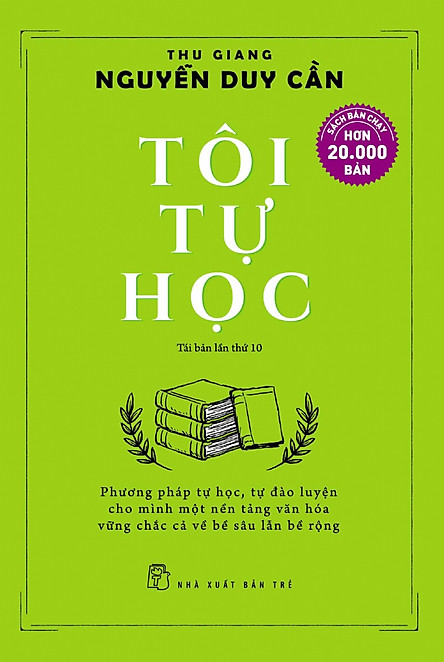 THU GIANG
NGUYỄN DUY CẦN
SÁCH BÁN CHẠY
HƠN
20.000
BẢN
TÔI
TỰ
HỌC
Tái bản lần thứ 10
Phương pháp tự học, tự đào luyện
cho mình một nền tảng văn hóa
vững chắc cả về bề sâu lẫn bề rộng
NHÀ XUẤT BẢN TRẺ